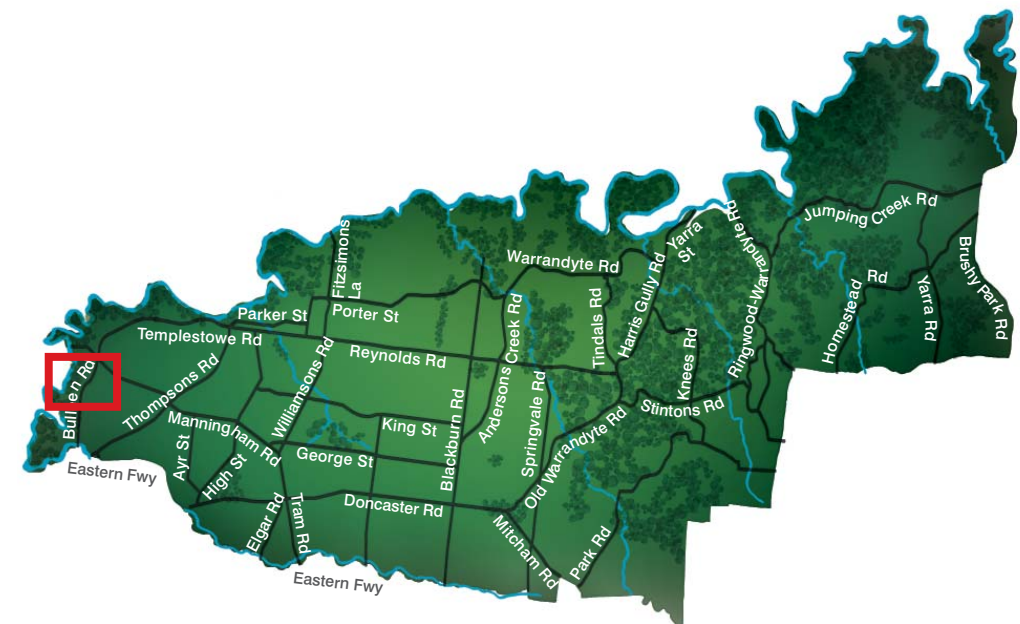 Jumping Creek Rd
Ringwood-Warrandyte Rd
Yarra
St
Fitzsimons
La
Warrandyte Rd
Harris Gully Rd
Brushy Park Rd
Homestead
Rd
Yarra Rd
Parker St
Porter St
Tindals Rd
Andersons Creek Rd
Templestowe Rd
Reynolds Rd
Knees Rd
Thompsons Rd
Williamsons Rd
Springvale Rd
Blackburn Rd
Stintons Rd
Manningham Rd
King St
Old Warrandyte Rd
Ayr St
High St
George St
Eastern Fwy
Doncaster Rd
Elgar Rd
Tram Rd
Mitcham Rd
Park Rd
Eastern Fwy